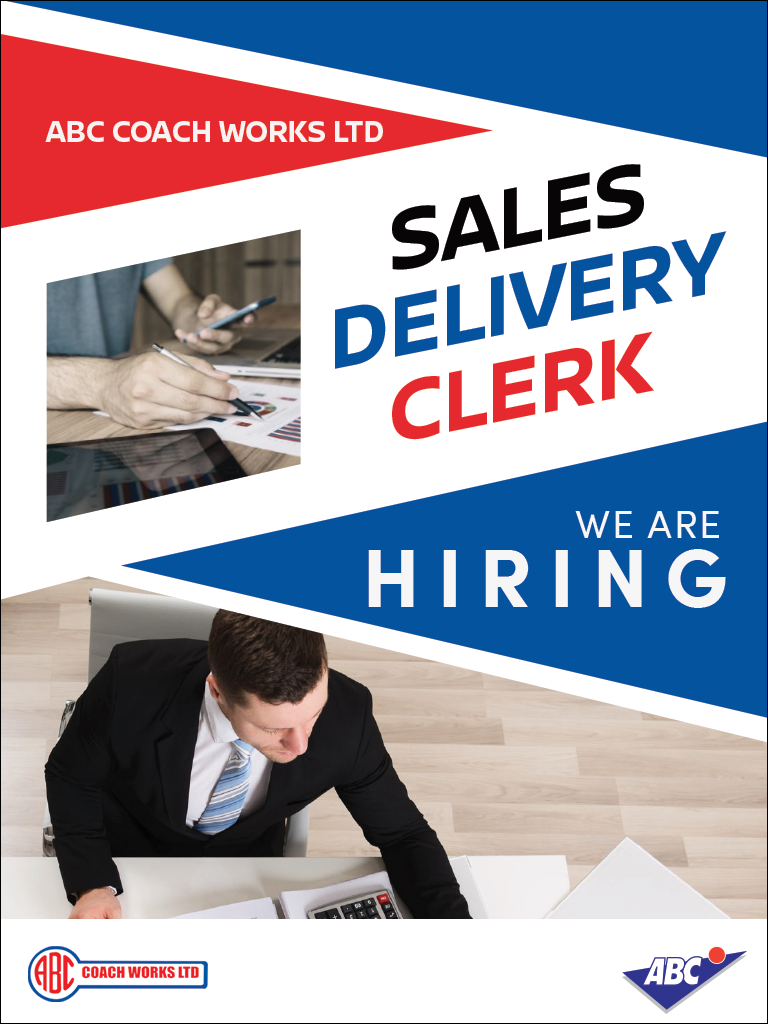 ABC COACH WORKS LTD
SALES
DELIVERY
CLERK
WE ARE
HIRING
ABC COACH WORKS LTD
ABC